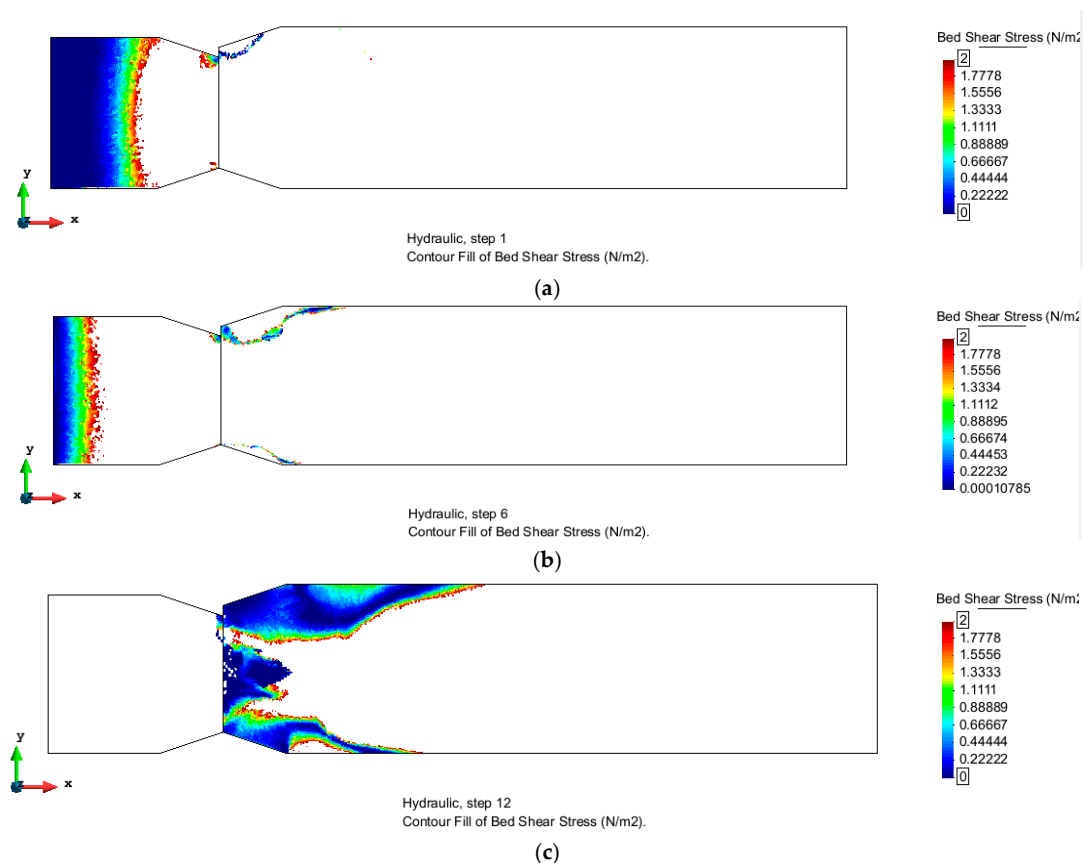 Bed Shear Stress (N/m2
2
1.7778
1.5556
1.3333
1.1111
0.88889
0.66667
0.44444
0.22222
0
y
z
x
Hydraulic, step 1
Contour Fill of Bed Shear Stress (N/m2).
(a)
Bed Shear Stress (N/m2
2
1.7778
1.5556
1.3334
1.1112
0.88895
0.66674
0.44453
0.22232
0.00010785
y
z
x
Hydraulic, step 6
Contour Fill of Bed Shear Stress (N/m2).
(b)
Bed Shear Stress (N/m2
2
1.7778
1.5556
1.3333
1.1111
0.88889
0.66667
0.44444
0.22222
0
y
z
x
Hydraulic, step 12
Contour Fill of Bed Shear Stress (N/m2).
(c)